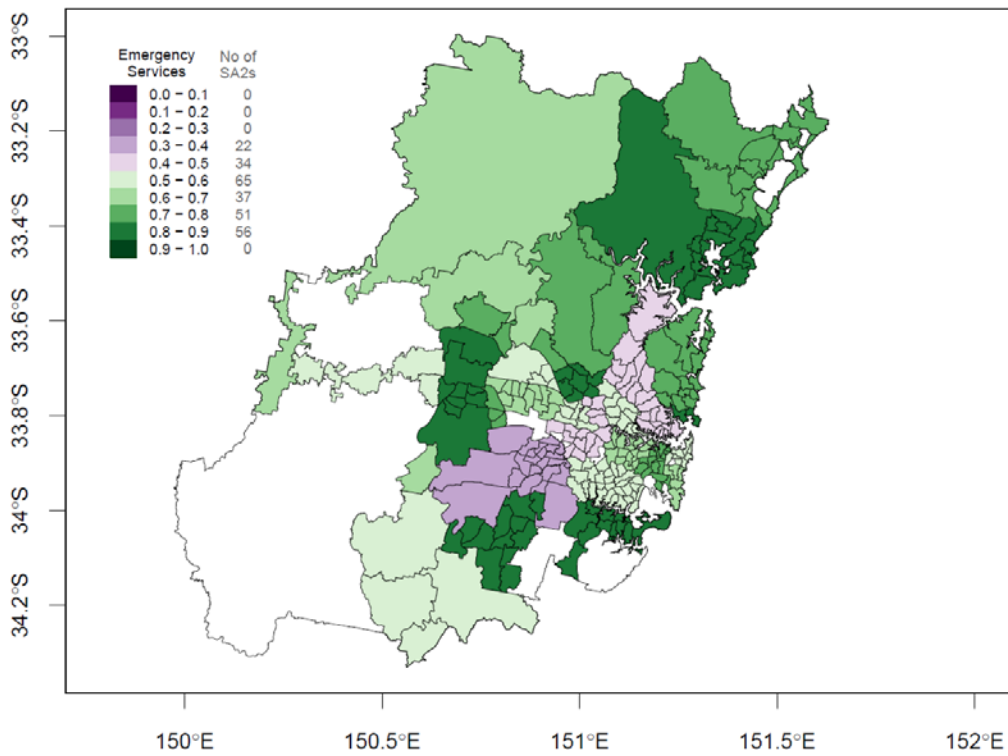 Emergency Services No of SA2s
0.0 – 0.1 0
0.1 – 0.2 0
0.2 – 0.3 0
0.3 – 0.4 22
0.4 – 0.5 34
0.5 – 0.6 65
0.6 – 0.7 37
0.7 – 0.8 51
0.8 – 0.9 56
0.9 – 1.0 0
33°S
33.2°S
33.4°S
33.6°S
33.8°S
34°S
34.2°S
150°E 150.5°E 151°E 151.5°E 152°E